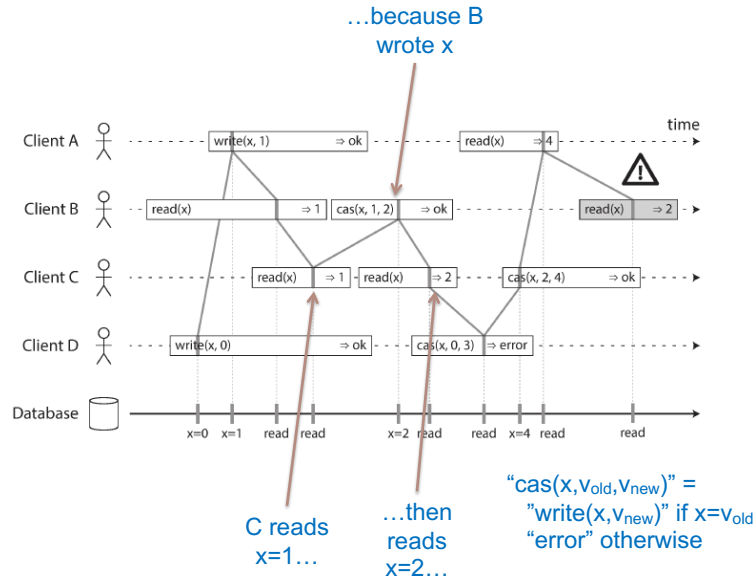 …because B
wrote x
time
Client A
write(x, 1) ⇒ ok
read(x) ⇒ 4
Client B
read(x) ⇒ 1
cas(x, 1, 2) ⇒ ok
read(x) ⇒ 2
Client C
read(x) ⇒ 1
read(x) ⇒ 2
cas(x, 2, 4) ⇒ ok
Client D
write(x, 0) ⇒ ok
cas(x, 0, 3) ⇒ error
Database
x=0 x=1 read read x=2 read read x=4 read read
C reads
x=1…
…then
reads
x=2…
“cas(x,vold,vnew)” =
”write(x,vnew)” if x=vold
“error” otherwise